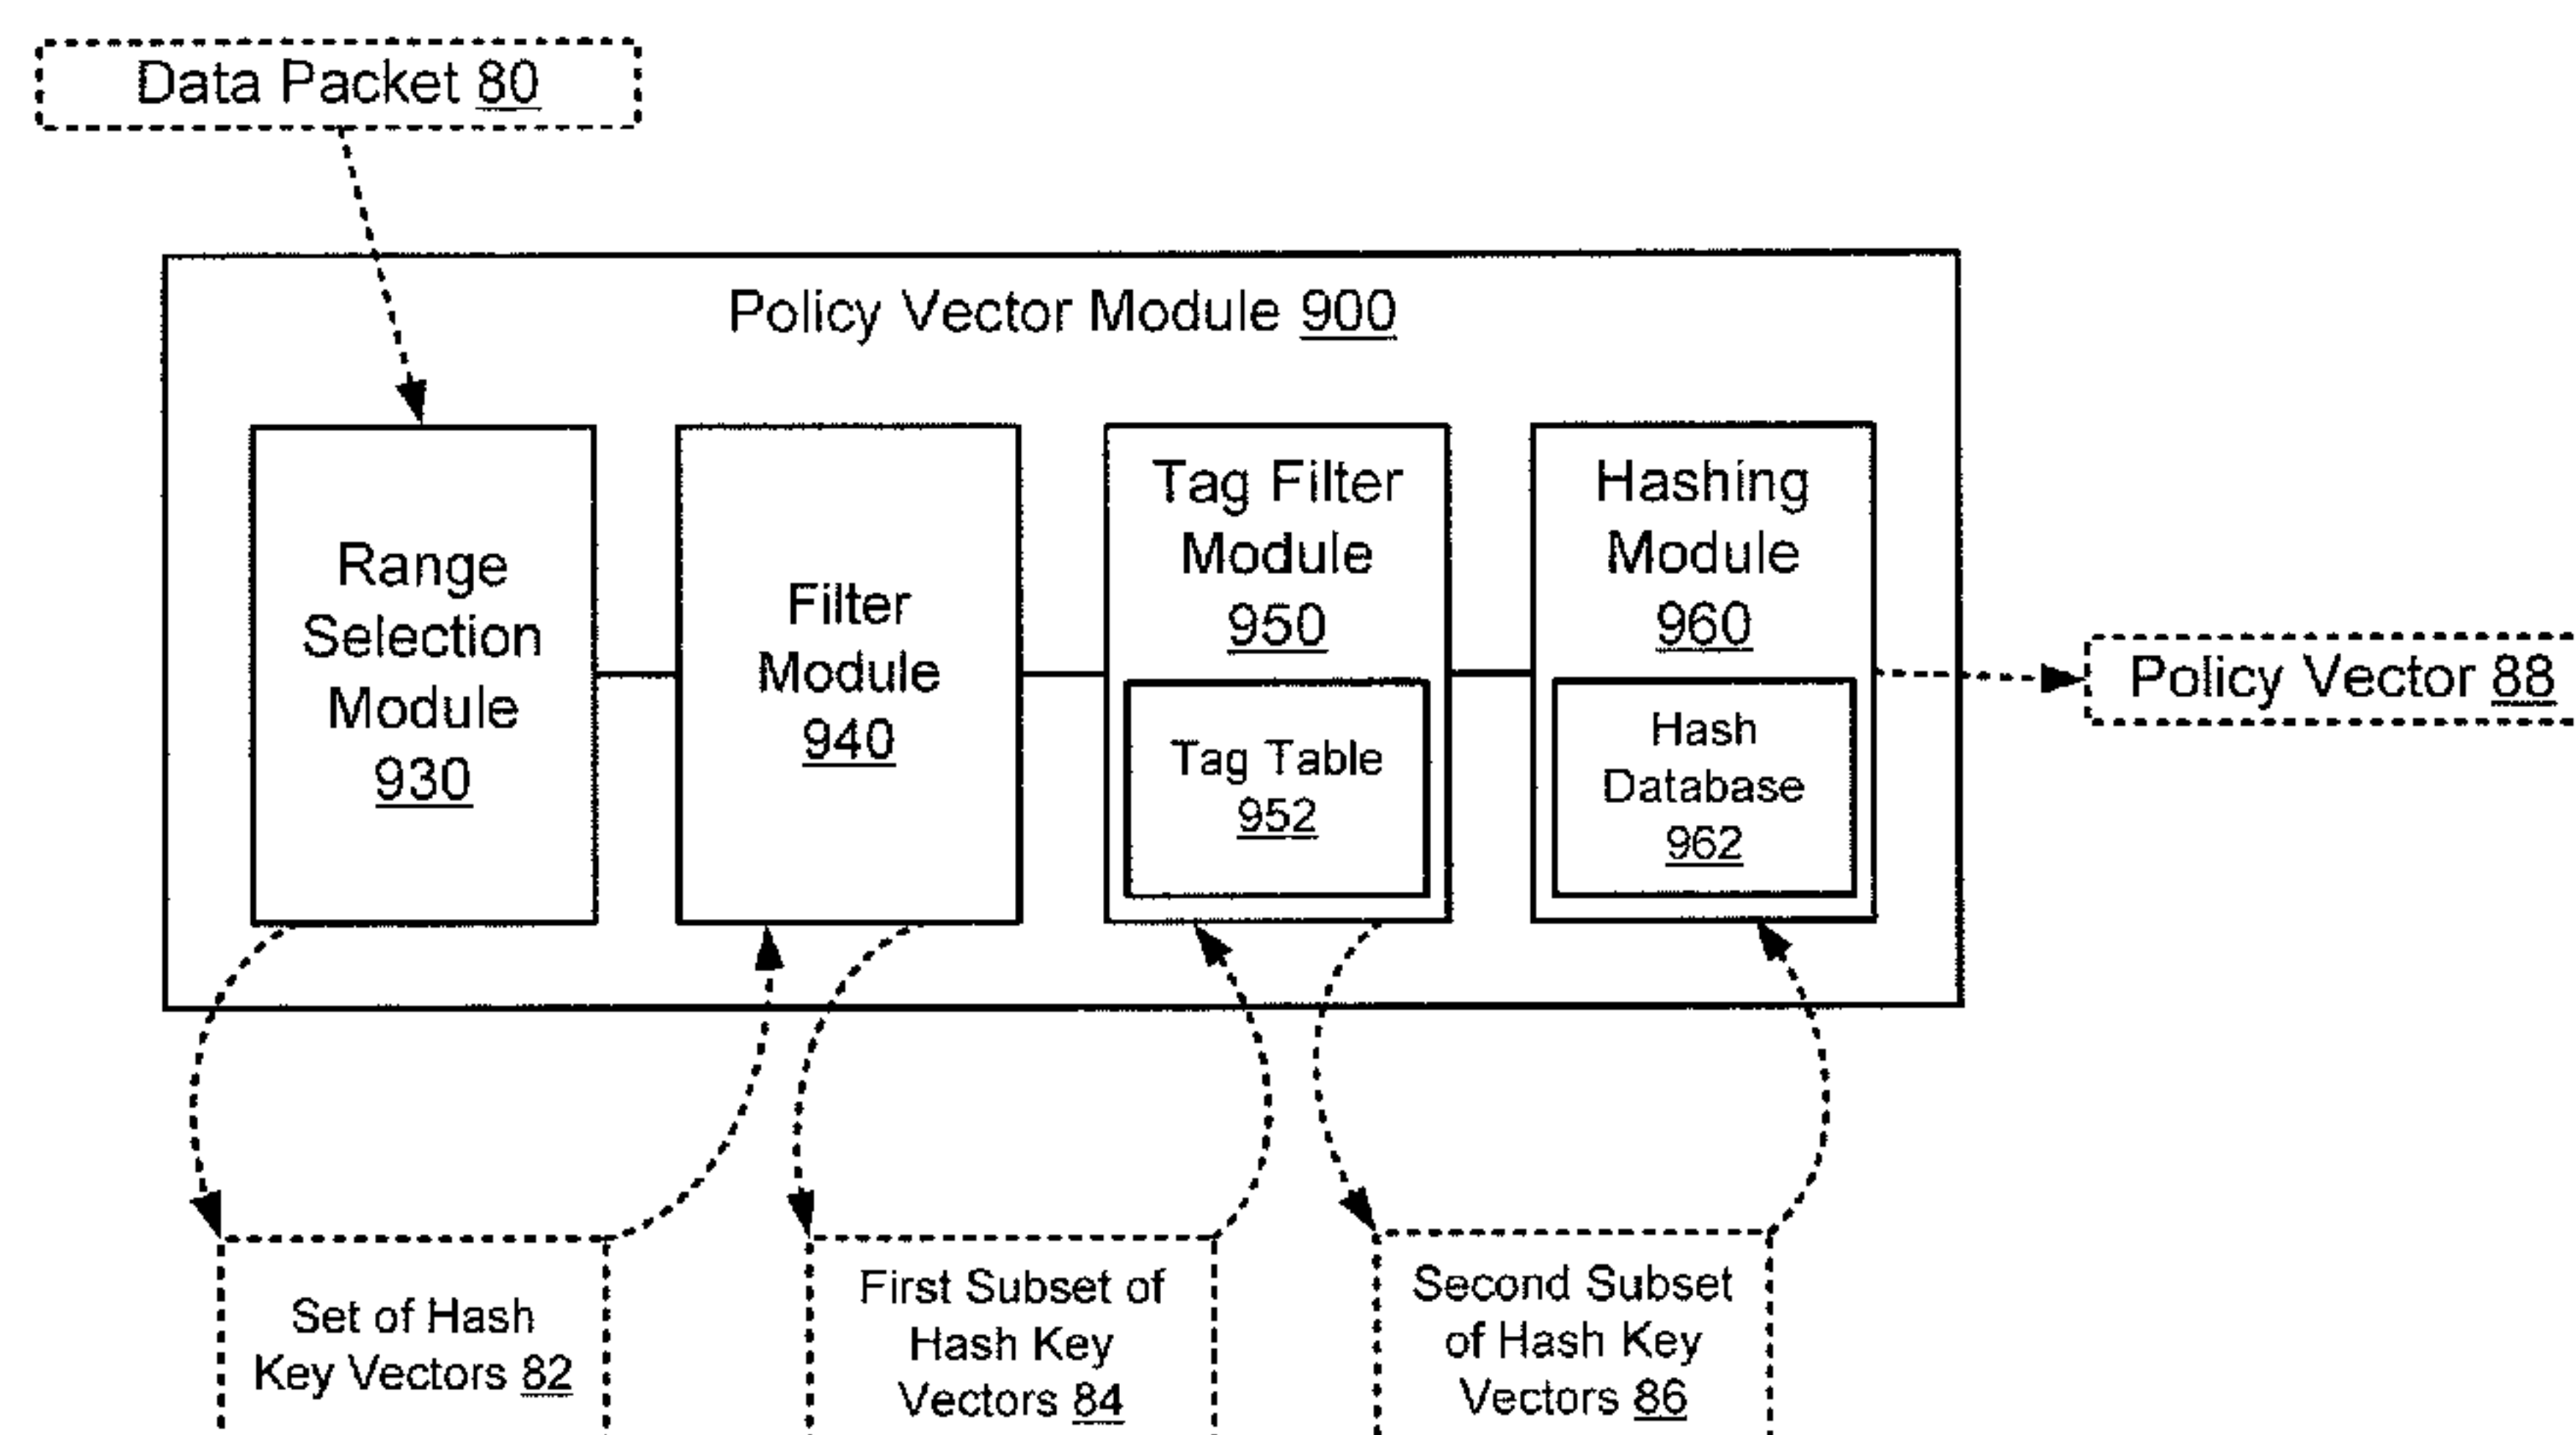 Data Packet 80
Policy Vector Module 900
Range
Selection
Module
930
Filter
Module
940
Tag Filter
Module
950
Tag Table
952
Hashing
Module
960
Hash
Database
962
Policy Vector 88
Set of Hash
Key Vectors 82
First Subset of
Hash Key
Vectors 84
Second Subset
of Hash Key
Vectors 86